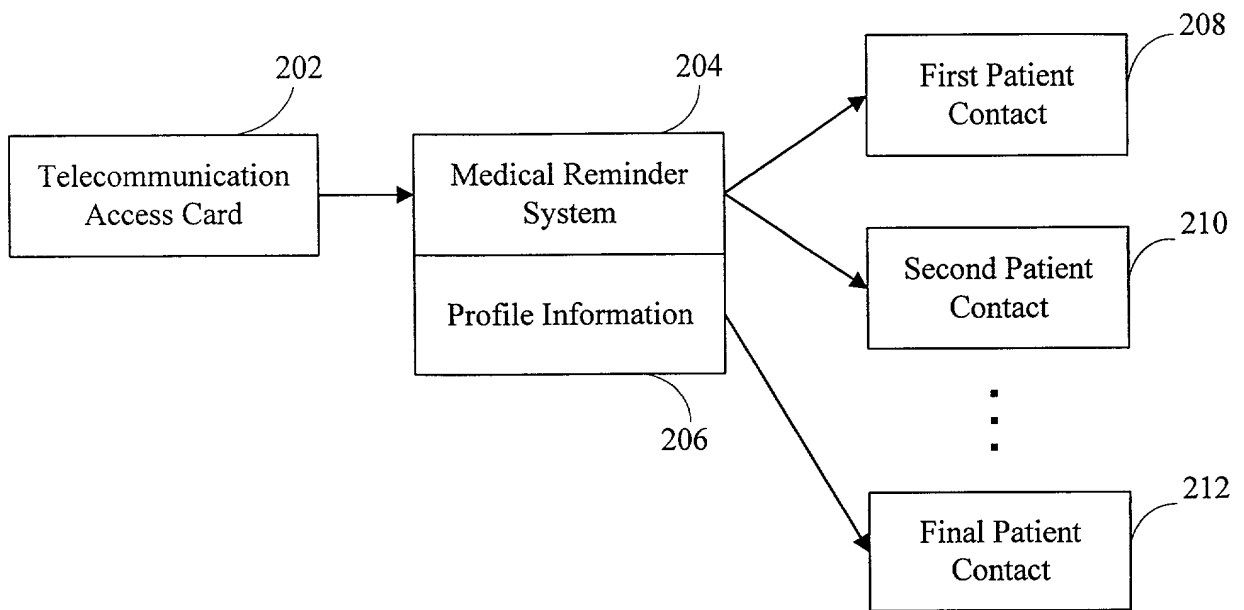 202
Telecommunication
Access Card
204
Medical Reminder
System
Profile Information
206
208
First Patient
Contact
210
Second Patient
Contact
212
Final Patient
Contact